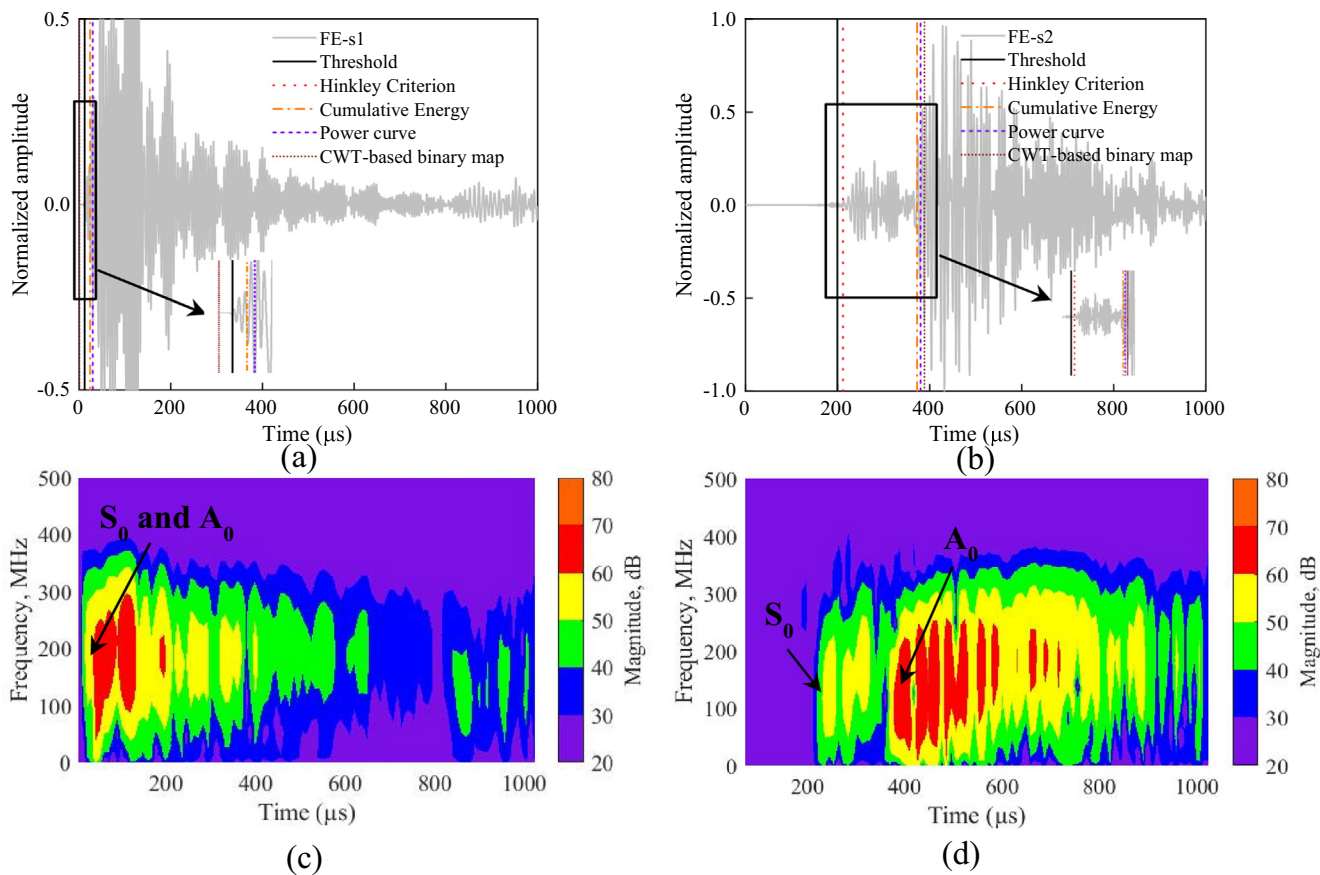 0.5
0.0
-0.5
Normalized amplitude
FE-s1
Threshold
Hinkley Criterion
Cumulative Energy
Power curve
CWT-based binary map
0 200 400 600 800 1000
Time (μs)
(a)
1.0
0.5
0.0
-0.5
-1.0
Normalized amplitude
FE-s2
Threshold
Hinkley Criterion
Cumulative Energy
Power curve
CWT-based binary map
0 200 400 600 800 1000
Time (μs)
(b)
500
400
300
200
100
0
Frequency, MHz
S0 and A0
200 400 600 800 1000
Time (μs)
80
70
60
50
40
30
20
Magnitude, dB
(c)
500
400
300
200
100
0
Frequency, MHz
A0
S0
200 400 600 800 1000
Time (μs)
80
70
60
50
40
30
20
Magnitude, dB
(d)